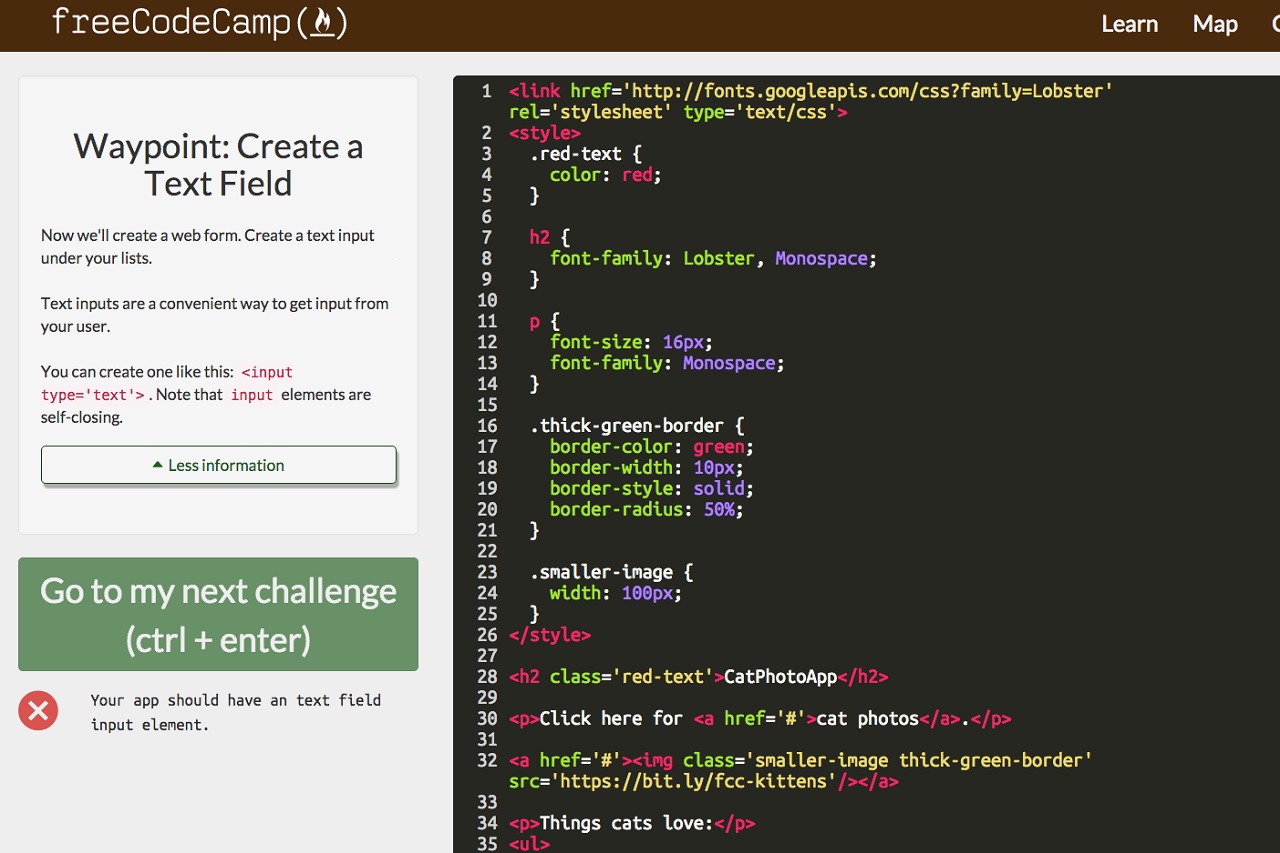 freeCodeCamp(🔥)
Learn Map
Waypoint: Create a
Text Field
Now we'll create a web form. Create a text input
under your lists.
Text inputs are a convenient way to get input from
your user.
You can create one like this: <input
type='text'> . Note that input elements are
self-closing.
Less information
Go to my next challenge
(ctrl + enter)
Your app should have an text field
input element.
1 <link href='http://fonts.googleapis.com/css?family=Lobster'
rel='stylesheet' type='text/css'>
2 <style>
3 .red-text {
4 color: red;
5 }
6
7 h2 {
8 font-family: Lobster, Monospace;
9 }
10
11 p {
12 font-size: 16px;
13 font-family: Monospace;
14 }
15
16 .thick-green-border {
17 border-color: green;
18 border-width: 10px;
19 border-style: solid;
20 border-radius: 50%;
21 }
22
23 .smaller-image {
24 width: 100px;
25 }
26 </style>
27
28 <h2 class='red-text'>CatPhotoApp</h2>
29
30 <p>Click here for <a href='#'>cat photos</a>.</p>
31
32 <a href='#'><img class='smaller-image thick-green-border'
src='https://bit.ly/fcc-kittens'/></a>
33
34 <p>Things cats love:</p>
35 <ul>